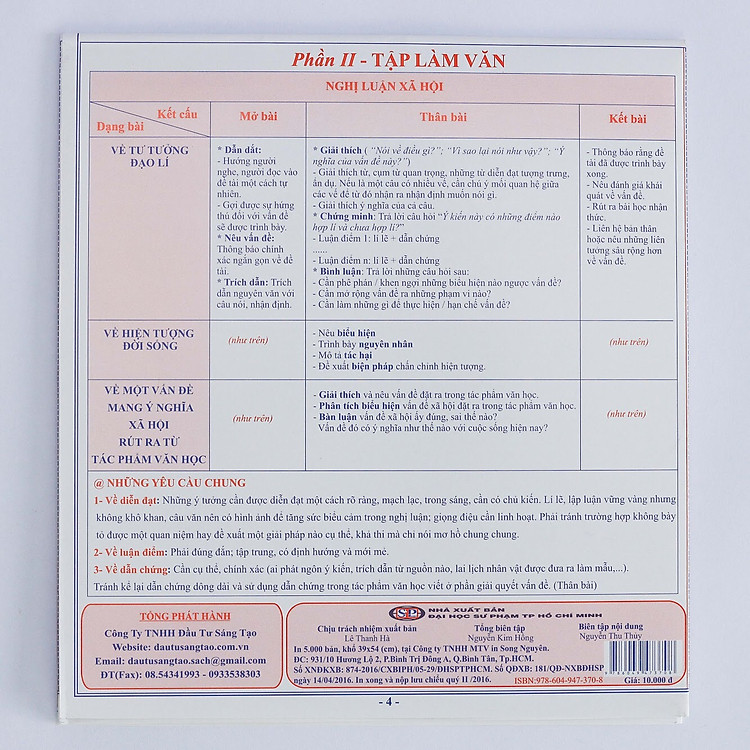 Phần II - TẬP LÀM VĂN
NGHỊ LUẬN XÃ HỘI
Kết cấu
Dạng bài
Mở bài
Thân bài
Kết bài
VỀ TƯ TƯỞNG
ĐẠO LÍ
* Dẫn dắt:
- Hướng người
nghe, người đọc vào
đề tài một cách tự
nhiên.
- Gợi được sự hứng
thú đối với vấn đề
sẽ được trình bày.
* Nêu vấn đề:
Thông báo chính
xác ngắn gọn về đề
tài.
* Trích dẫn: Trích
dẫn nguyên văn với
câu nói, nhận định.
* Giải thích ( "Nói về điều gì?"; "Vì sao lại nói như vậy?"; "Ý
nghĩa của vấn đề này?")
- Giải thích từ, cụm từ quan trọng, những từ diễn đạt tượng trưng,
ẩn dụ. Nếu là một câu có nhiều vế, cần chú ý mối quan hệ giữa
các vế để từ đó nhận ra nhận định muốn nói gì.
- Giải thích ý nghĩa của cả câu.
* Chứng minh: Trả lời câu hỏi "Ý kiến này có những điểm nào
hợp lí và chưa hợp lí?"
- Luận điểm 1: lí lẽ + dẫn chứng
......
- Luận điểm n: lí lẽ + dẫn chứng
* Bình luận: Trả lời những câu hỏi sau:
- Cần phê phán / khen ngợi những biểu hiện nào ngược vấn đề?
- Cần mở rộng vấn đề ra những phạm vi nào?
- Cần làm những gì để thực hiện / hạn chế vấn đề?
- Thông báo rằng đề
tài đã được trình bày
xong.
- Nêu đánh giá khái
quát về vấn đề.
- Rút ra bài học nhận
thức.
- Liên hệ bản thân
hoặc nêu những liên
tưởng sâu rộng hơn
về vấn đề.
VỀ HIỆN TƯỢNG
ĐỜI SỐNG
(như trên)
- Nêu biểu hiện
- Trình bày nguyên nhân
- Mô tả tác hại
- Đề xuất biện pháp chấn chỉnh hiện tượng.
(như trên)
VỀ MỘT VẤN ĐỀ
MANG Ý NGHĨA
XÃ HỘI
RÚT RA TỪ
TÁC PHẨM VĂN HỌC
(như trên)
- Giải thích và nêu vấn đề đặt ra trong tác phẩm văn học.
- Phân tích biểu hiện vấn đề xã hội đặt ra trong tác phẩm văn học.
- Bàn luận vấn đề xã hội ấy đúng, sai thế nào?
Vấn đề đó có ý nghĩa như thế nào với cuộc sống hiện nay?
(như trên)
@ NHỮNG YÊU CẦU CHUNG
1- Về diễn đạt: Những ý tưởng cần được diễn đạt một cách rõ ràng, mạch lạc, trong sáng, cần có chủ kiến. Lí lẽ, lập luận vững vàng nhưng
không khô khan, câu văn nên có hình ảnh để tăng sức biểu cảm trong nghị luận; giọng điệu cần linh hoạt. Phải tránh trường hợp không bày
tỏ được một quan niệm hay đề xuất một giải pháp nào cụ thể, khả thi mà chỉ nói mơ hồ chung chung.
2- Về luận điểm: Phải đúng đắn; tập trung, có định hướng và mới mẻ.
3- Về dẫn chứng: Cần cụ thể, chính xác (ai phát ngôn ý kiến, trích dẫn từ nguồn nào, lai lịch nhân vật được đưa ra làm mẫu,...).
Tránh kể lại dẫn chứng dông dài và sử dụng dẫn chứng trong tác phẩm văn học viết ở phần giải quyết vấn đề. (Thân bài)
TỔNG PHÁT HÀNH
Công Ty TNHH Đầu Tư Sáng Tạo
Website: dautusangtao.com.vn
Email: dautusangtao.sach@gmail.com
ĐT(Fax): 08.54341993 - 0933538303
NHÀ XUẤT BẢN
ĐẠI HỌC SƯ PHẠM TP HỒ CHÍ MINH
Chịu trách nhiệm xuất bản
Tổng biên tập
Biên tập nội dung
Lê Thanh Hà
Nguyễn Kim Hồng
Nguyễn Thu Thủy
In 5.000 bản, khổ 39x54 (cm), tại Công ty TNHH MTV in Song Nguyên.
ĐC: 931/10 Hương Lộ 2, P.Bình Trị Đông A, Q.Bình Tân, Tp.HCM.
Số XNĐKXB: 874-2016/CXBIPH/05-29/ĐHSPTPHCM. Số QĐXB: 181/QĐ-NXBĐHSP
ngày 14/04/2016. In xong và nộp lưu chiểu quý II /2016.
ISBN:978-604-947-370-8
9786049473708
Giá: 10.000 đ
- 4 -